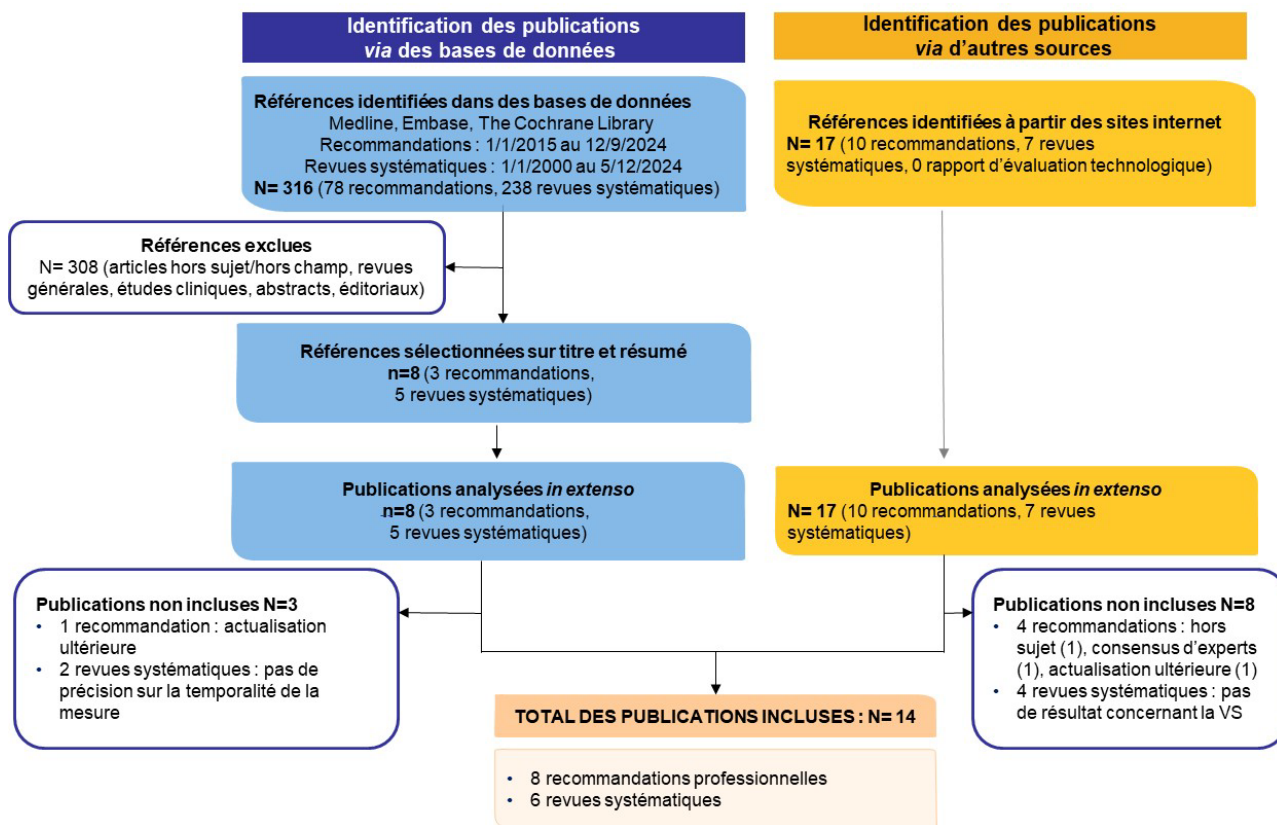 Identification des publications
via des bases de données
Identification des publications
via d'autres sources
Références identifiées dans des bases de données
Medline, Embase, The Cochrane Library
Recommandations : 1/1/2015 au 12/9/2024
Revues systématiques : 1/1/2000 au 5/12/2024
N= 316 (78 recommandations, 238 revues systématiques)
Références identifiées à partir des sites internet
N= 17 (10 recommandations, 7 revues
systématiques, 0 rapport d'évaluation technologique)
Références exclues
N= 308 (articles hors sujet/hors champ, revues
générales, études cliniques, abstracts, éditoriaux)
Références sélectionnées sur titre et résumé
n=8 (3 recommandations,
5 revues systématiques)
Publications analysées in extenso
n=8 (3 recommandations,
5 revues systématiques)
Publications analysées in extenso
N= 17 (10 recommandations, 7 revues
systématiques)
Publications non incluses N=3
• 1 recommandation : actualisation
ultérieure
• 2 revues systématiques : pas de
précision sur la temporalité de la
mesure
Publications non incluses N=8
• 4 recommandations : hors
sujet (1), consensus d'experts
(1), actualisation ultérieure (1)
• 4 revues systématiques : pas
de résultat concernant la VS
TOTAL DES PUBLICATIONS INCLUSES : N= 14
• 8 recommandations professionnelles
• 6 revues systématiques